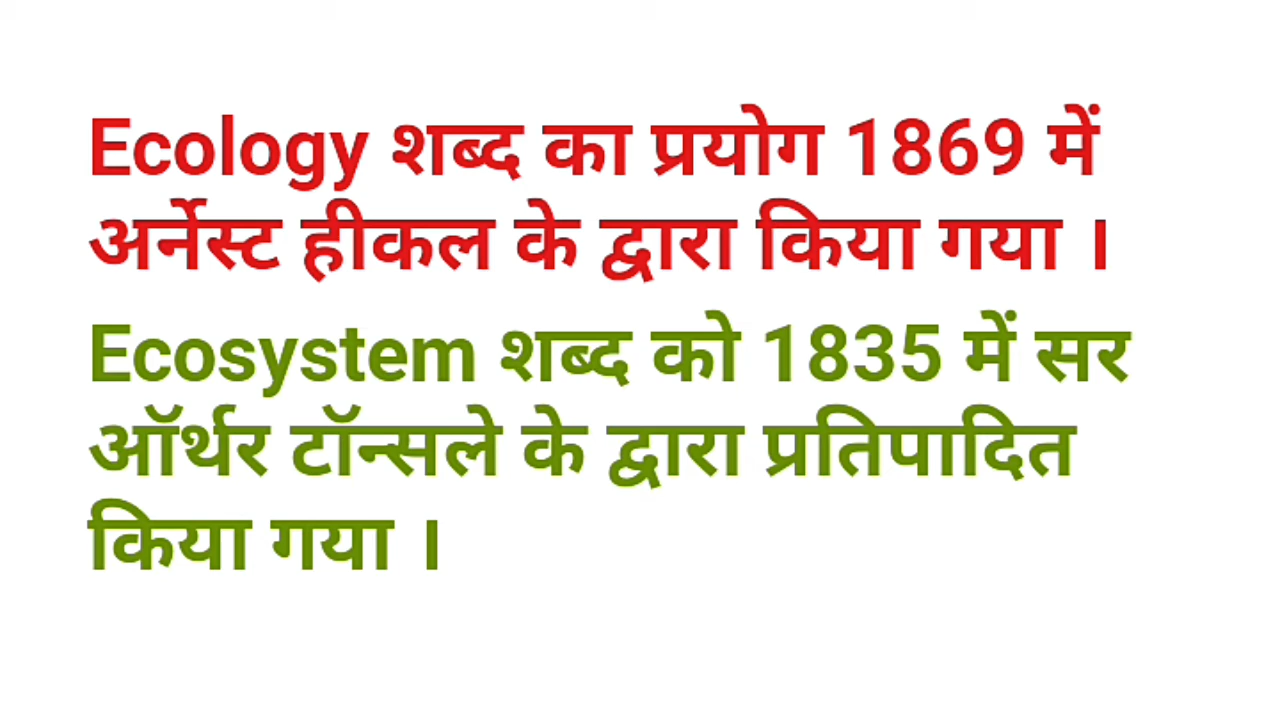 Ecology शब्द का प्रयोग 1869 में
अर्नेस्ट हीकल के द्वारा किया गया ।
Ecosystem शब्द को 1835 में सर
ऑर्थर टॉन्सले के द्वारा प्रतिपादित
किया गया ।